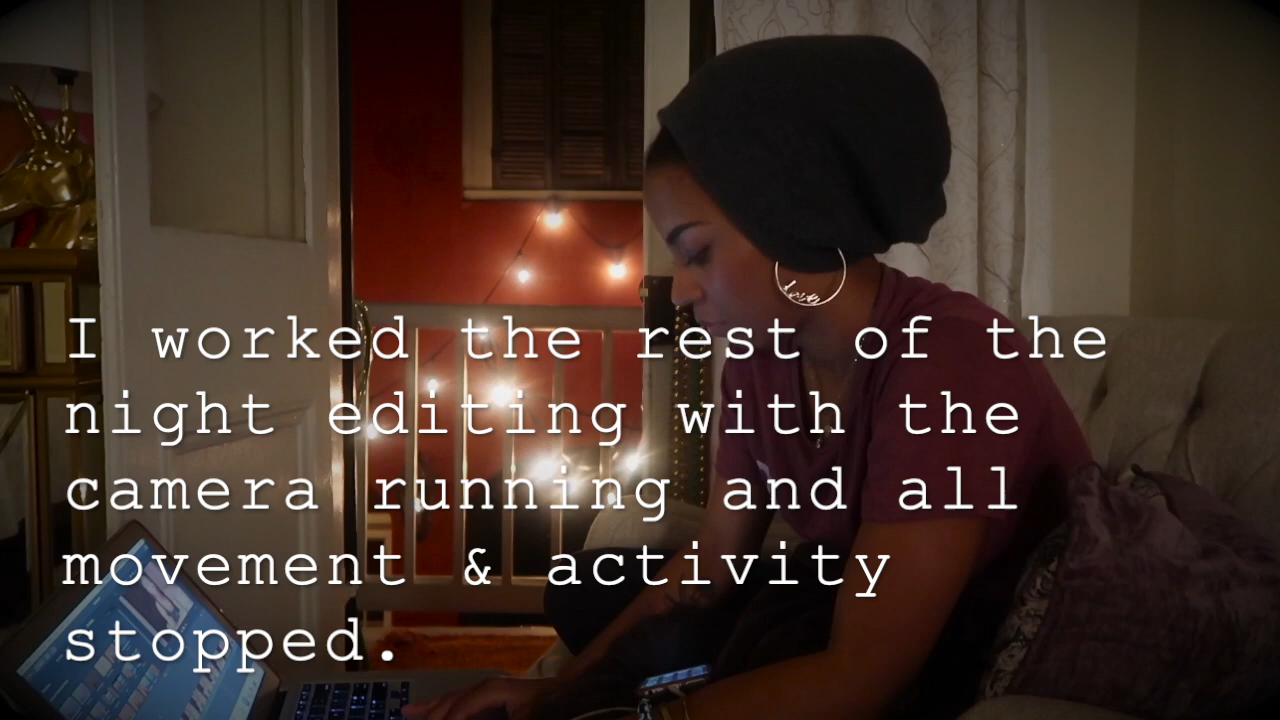 I worked the rest of the
night editing with the
camera running and all
movement & activity
stopped.